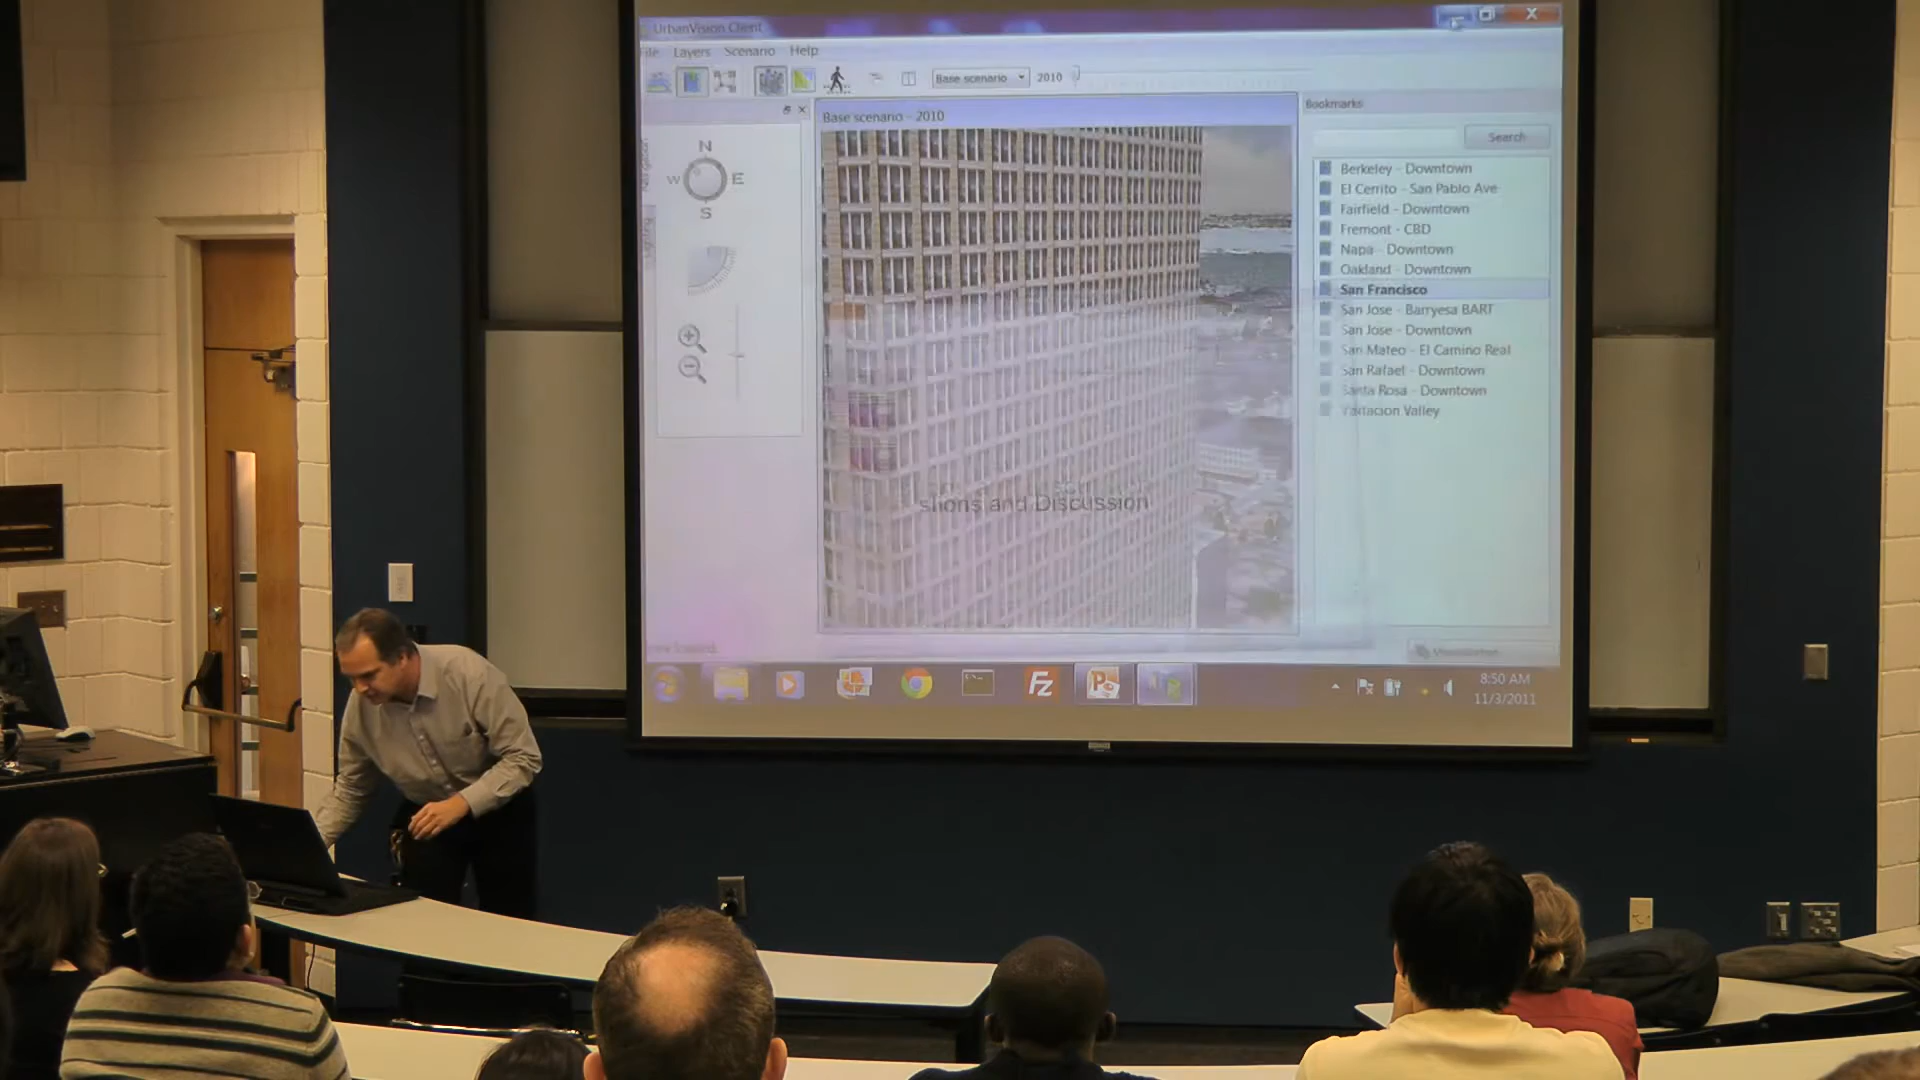 UrbanVision Client
File Layers Scenario Help
Base scenario 2010
Base scenario - 2010
Bookmarks
Search
N
W E
S
Berkeley - Downtown
El Cerrito - San Pablo Ave
Fairfield - Downtown
Fremont - CBD
Napa - Downtown
Oakland - Downtown
San Francisco
San Jose - Barryesa BART
San Jose - Downtown
San Mateo - El Camino Real
San Rafael - Downtown
Santa Rosa - Downtown
Visitacion Valley
stions and Discussion
Fz
P
8:50 AM
11/3/2011